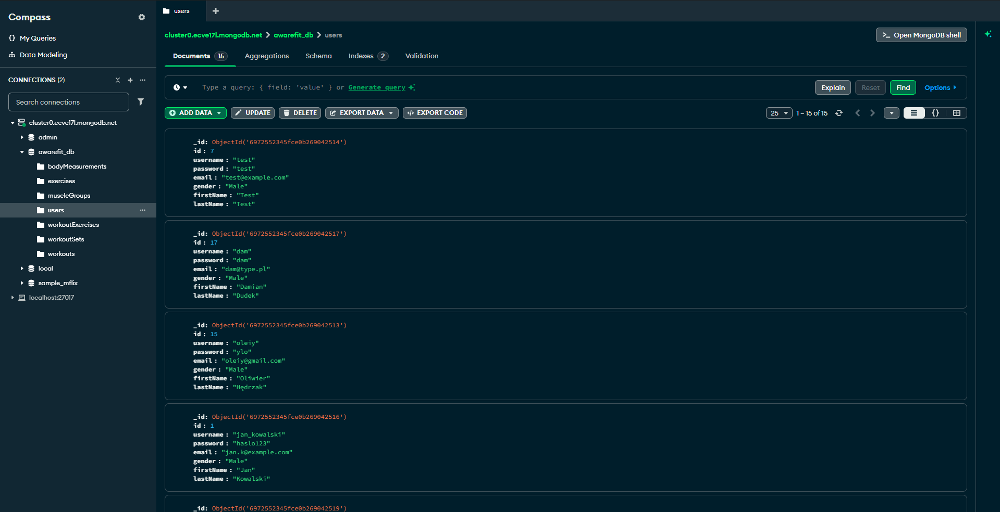 Compass
My Queries
Data Modeling
CONNECTIONS (2)
Search connections
cluster0.ecve17l.mongodb.net
admin
awarefit_db
bodyMeasurements
exercises
muscleGroups
users
workoutExercises
workoutSets
workouts
local
sample_mflix
localhost:27017
users
cluster0.ecve17l.mongodb.net > awarefit_db > users
>_ Open MongoDB shell
Documents 15 Aggregations Schema Indexes 2 Validation
Type a query: { field: 'value' } or Generate query
Explain Reset Find Options
ADD DATA UPDATE DELETE EXPORT DATA EXPORT CODE
25 1 – 15 of 15
_id: ObjectId('6972552345fce0b269042514')
id : 7
username : "test"
password : "test"
email : "test@example.com"
gender : "Male"
firstName : "Test"
lastName : "Test"
_id: ObjectId('6972552345fce0b269042517')
id : 17
username : "dam"
password : "dam"
email : "dam@type.pl"
gender : "Male"
firstName : "Damian"
lastName : "Dudek"
_id: ObjectId('6972552345fce0b269042513')
id : 15
username : "oleiy"
password : "ylo"
email : "oleiy@gmail.com"
gender : "Male"
firstName : "Oliwier"
lastName : "Hędrzak"
_id: ObjectId('6972552345fce0b269042516')
id : 1
username : "jan_kowalski"
password : "haslo123"
email : "jan.k@example.com"
gender : "Male"
firstName : "Jan"
lastName : "Kowalski"
_id: ObjectId('6972552345fce0b269042519')